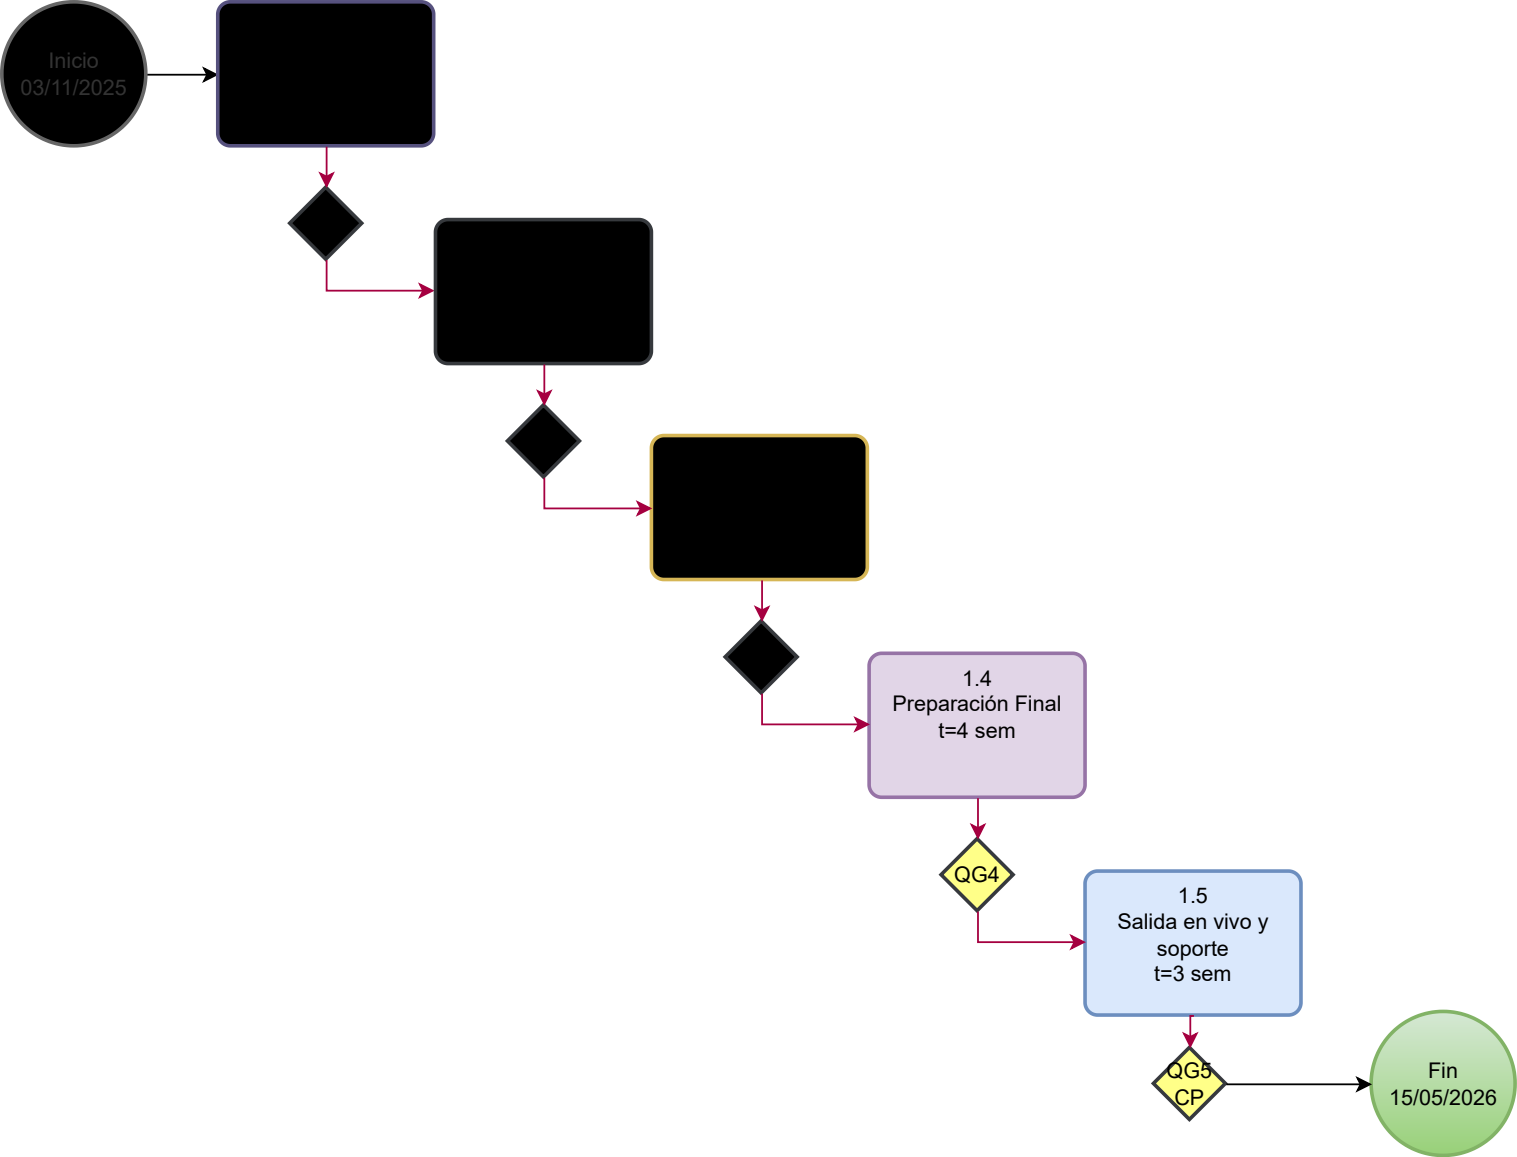 Inicio
03/11/2025
1.4
Preparación Final
t=4 sem
QG4
1.5
Salida en vivo y
soporte
t=3 sem
QG5
CP
Fin
15/05/2026